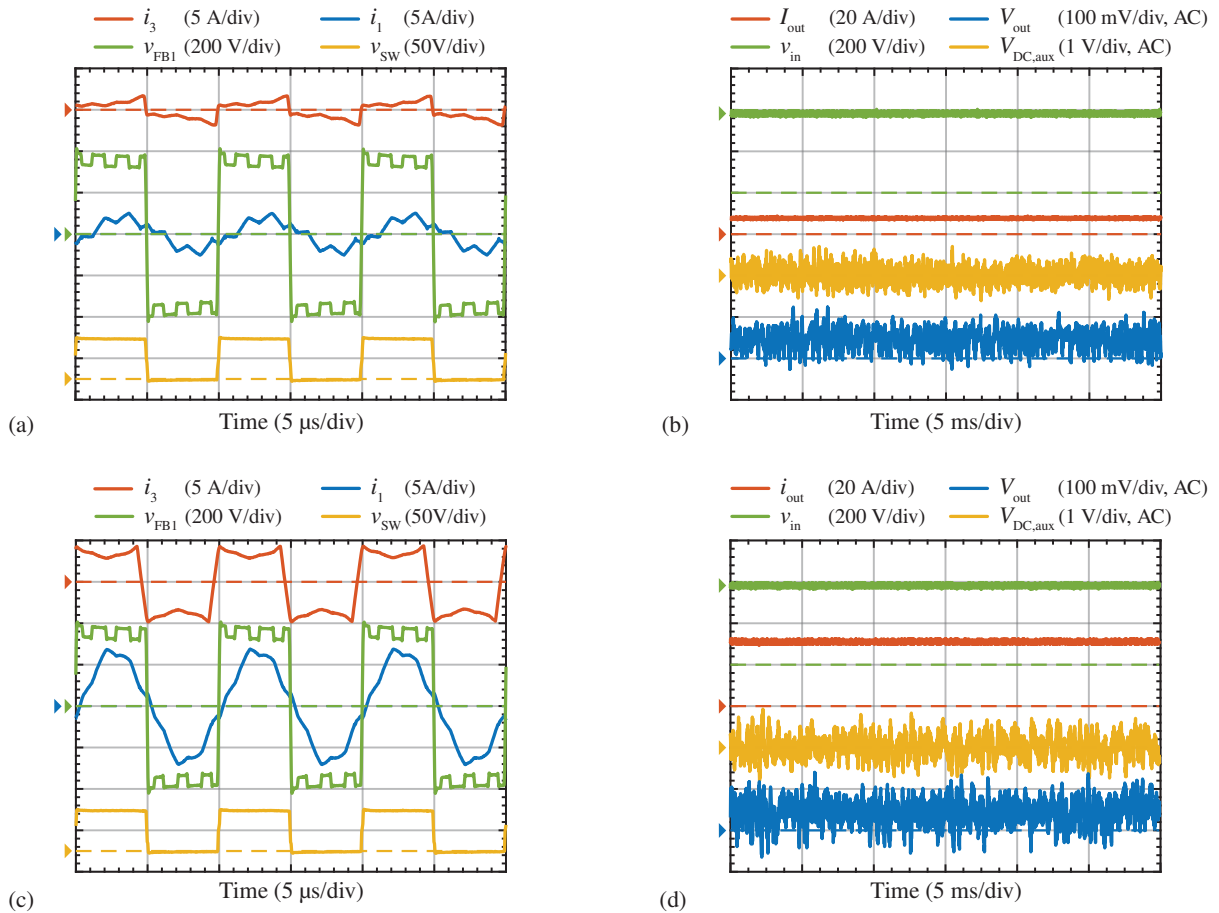 i3 (5 A/div) i1 (5A/div)
vFB1 (200 V/div) vSW (50V/div)
Time (5 µs/div)
(a)
Iout (20 A/div) Vout (100 mV/div, AC)
vin (200 V/div) VDC,aux (1 V/div, AC)
Time (5 ms/div)
(b)
i3 (5 A/div) i1 (5A/div)
vFB1 (200 V/div) vSW (50V/div)
Time (5 µs/div)
(c)
iout (20 A/div) Vout (100 mV/div, AC)
vin (200 V/div) VDC,aux (1 V/div, AC)
Time (5 ms/div)
(d)